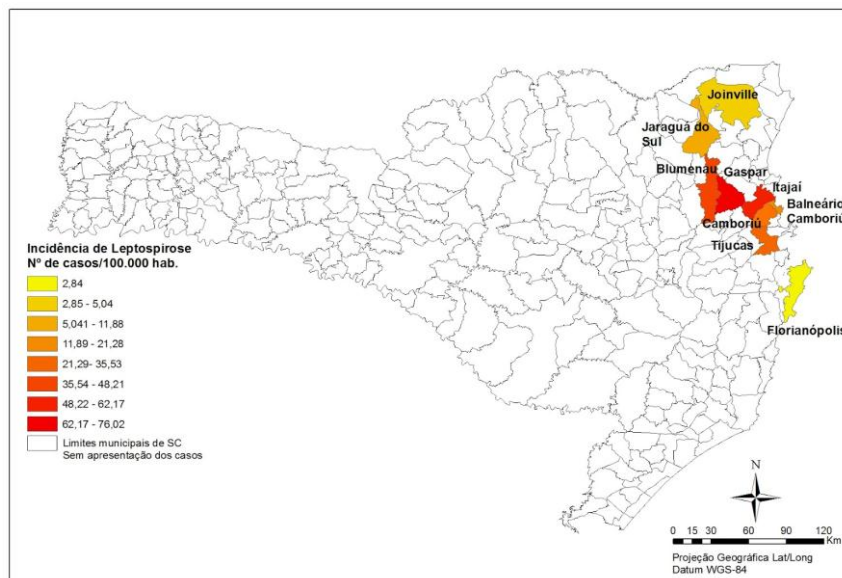 Joinville
Jaraguá do
Sul
Blumenau
Gaspar
Itajaí
Balneário
Camboriú
Camboriú
Tijucas
Florianópolis
Incidência de Leptospirose
Nº de casos/100.000 hab.
2,84
2,85 - 5,04
5,041 - 11,88
11,89 - 21,28
21,29- 35,53
35,54 - 48,21
48,22 - 62,17
62,17 - 76,02
Limites municipais de SC
Sem apresentação dos casos
N
0 15 30 60 90 120
Km
Projeção Geográfica Lat/Long
Datum WGS-84